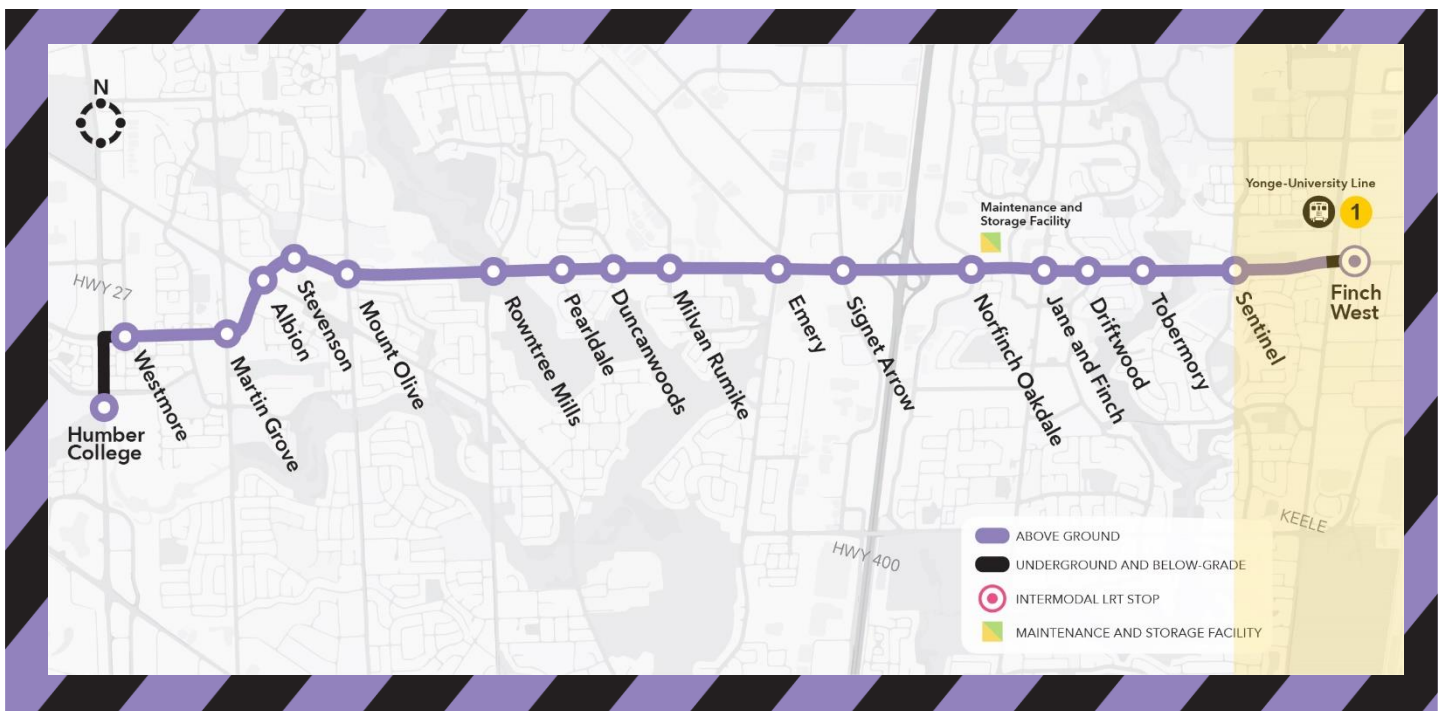 N
Yonge-University Line
1
Maintenance and
Storage Facility
HWY 27
Humber
College
Westmore
Martin Grove
Albion
Stevenson
Mount Olive
Rowntree Mills
Pearldale
Duncanwoods
Milvan Rumike
Emery
Signet Arrow
Norfinch Oakdale
Jane and Finch
Driftwood
Tobermory
Sentinel
Finch
West
KEELE
HWY 400
ABOVE GROUND
UNDERGROUND AND BELOW-GRADE
INTERMODAL LRT STOP
MAINTENANCE AND STORAGE FACILITY